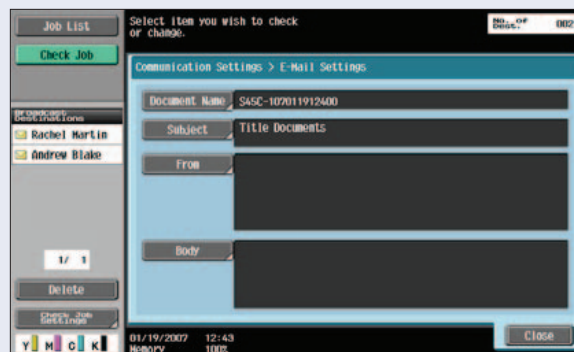 Job List
Check Job
Select item you wish to check
or change.
No. of
Dest.
002
Communication Settings > E-Mail Settings
Broadcast
Destinations
Rachel Martin
Andrew Blake
Document Name
S45C-107011912400
Subject
Title Documents
From
Body
1/ 1
Delete
Check Job
Settings
Y M C K
01/19/2007 12:43
Memory 100%
Close